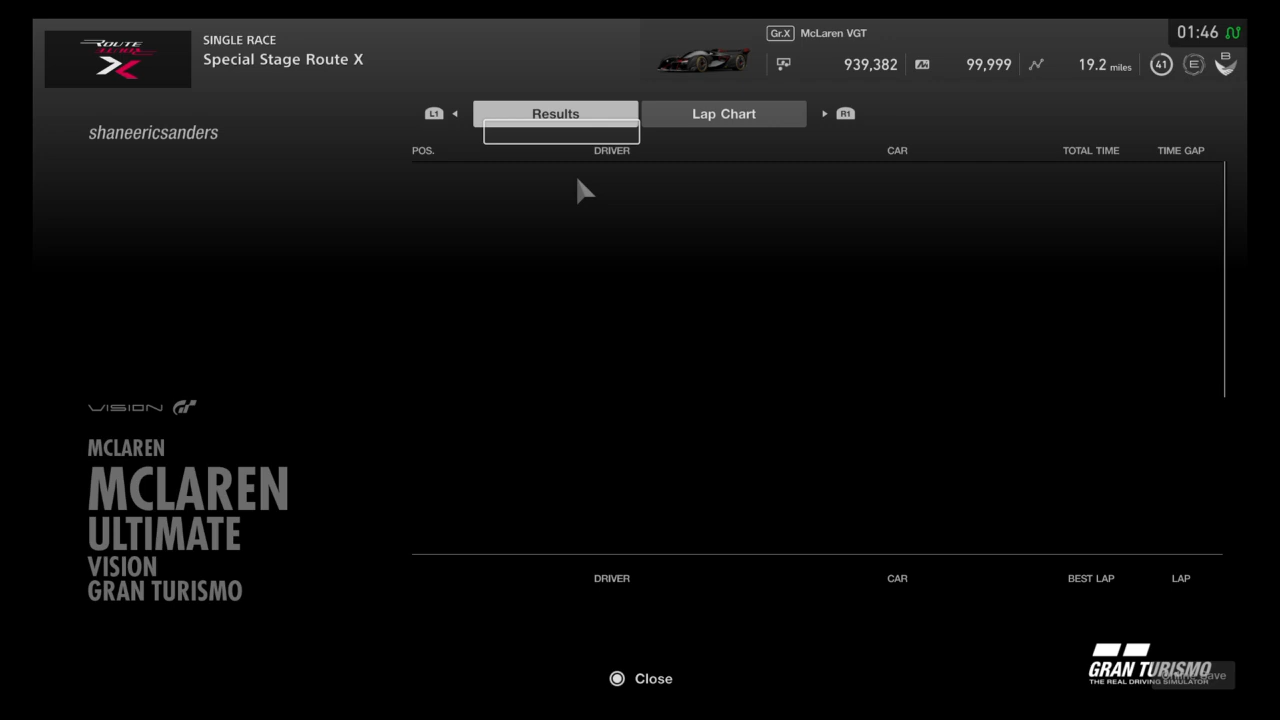 ROUTE
X
SINGLE RACE
Special Stage Route X
Gr.X McLaren VGT
939,382
99,999
19.2 miles
41
E
B
01:46
L1
Results
Lap Chart
R1
shaneericsanders
POS. DRIVER CAR TOTAL TIME TIME GAP
VISION GT
MCLAREN
MCLAREN
ULTIMATE
VISION
GRAN TURISMO
DRIVER CAR BEST LAP LAP
Close
GRAN TURISMO
THE REAL DRIVING SIMULATOR